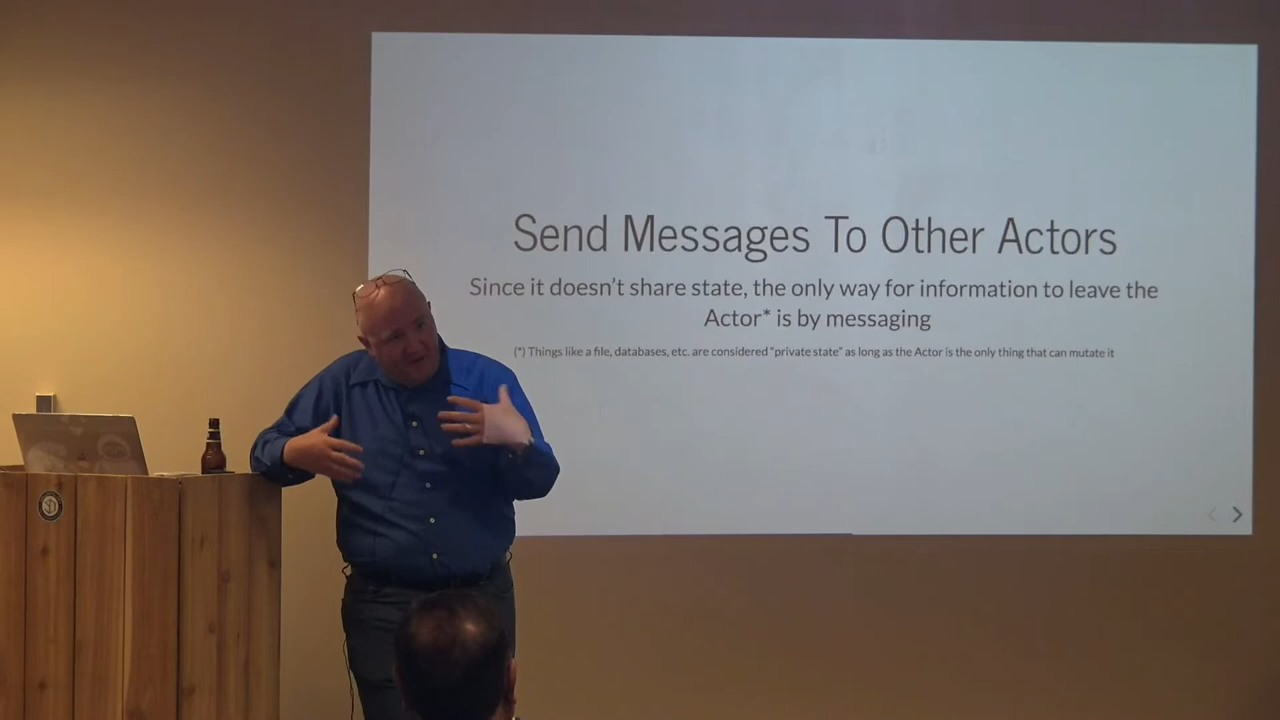 Send Messages To Other Actors
Since it doesn't share state, the only way for information to leave the
Actor* is by messaging
(*) Things like a file, databases, etc. are considered "private state" as long as the Actor is the only thing that can mutate it